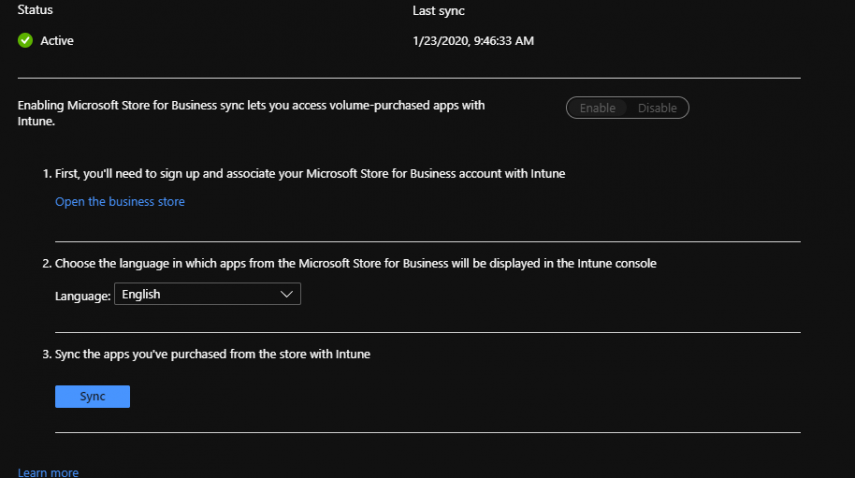 Status
Last sync
Active
1/23/2020, 9:46:33 AM
Enabling Microsoft Store for Business sync lets you access volume-purchased apps with
Intune.
Enable Disable
1. First, you'll need to sign up and associate your Microsoft Store for Business account with Intune
Open the business store
2. Choose the language in which apps from the Microsoft Store for Business will be displayed in the Intune console
Language: English
3. Sync the apps you've purchased from the store with Intune
Sync
Learn more